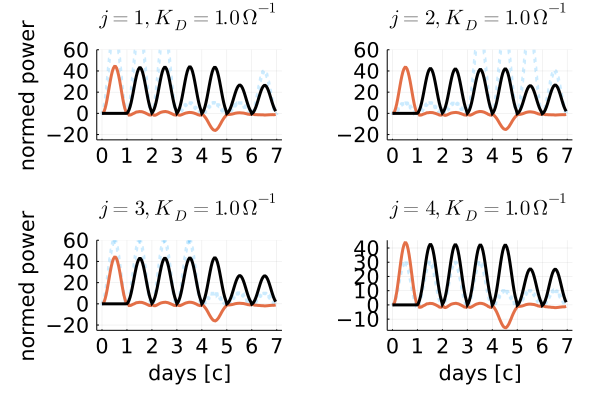 j = 1, K_D = 1.0 Ω⁻¹
j = 2, K_D = 1.0 Ω⁻¹
normed power
60
40
20
0
−20
0 1 2 3 4 5 6 7
60
40
20
0
−20
0 1 2 3 4 5 6 7
j = 3, K_D = 1.0 Ω⁻¹
j = 4, K_D = 1.0 Ω⁻¹
normed power
60
40
20
0
−20
0 1 2 3 4 5 6 7
days [c]
40
30
20
10
0
−10
0 1 2 3 4 5 6 7
days [c]